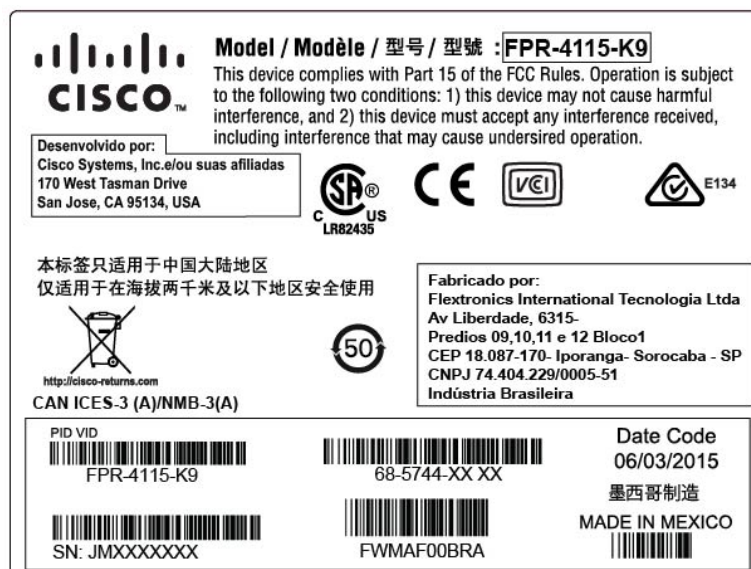 CISCO™
Model / Modèle / 型号 / 型號 : FPR-4115-K9
This device complies with Part 15 of the FCC Rules. Operation is subject
to the following two conditions: 1) this device may not cause harmful
interference, and 2) this device must accept any interference received,
including interference that may cause undersired operation.
Desenvolvido por:
Cisco Systems, Inc.e/ou suas afiliadas
170 West Tasman Drive
San Jose, CA 95134, USA
SA®
C US
LR82435
CE
VCI
E134
本标签只适用于中国大陆地区
仅适用于在海拔两千米及以下地区安全使用
http://cisco-returns.com
50
CAN ICES-3 (A)/NMB-3(A)
Fabricado por:
Flextronics International Tecnologia Ltda
Av Liberdade, 6315-
Predios 09,10,11 e 12 Bloco1
CEP 18.087-170- Iporanga- Sorocaba - SP
CNPJ 74.404.229/0005-51
Indústria Brasileira
PID VID
FPR-4115-K9
68-5744-XX XX
Date Code
06/03/2015
墨西哥制造
MADE IN MEXICO
SN: JMXXXXXXX
FWMAF00BRA